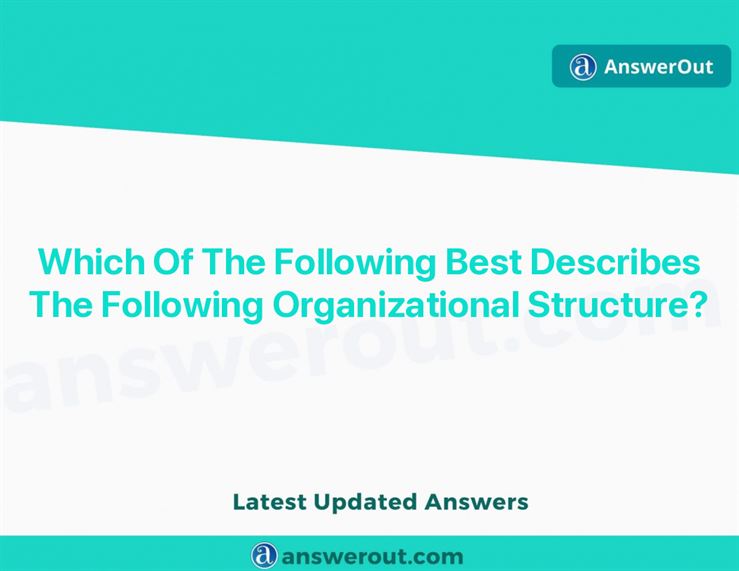 AnswerOut
Which Of The Following Best Describes
The Following Organizational Structure?
answerout.com
Latest Updated Answers
answerout.com